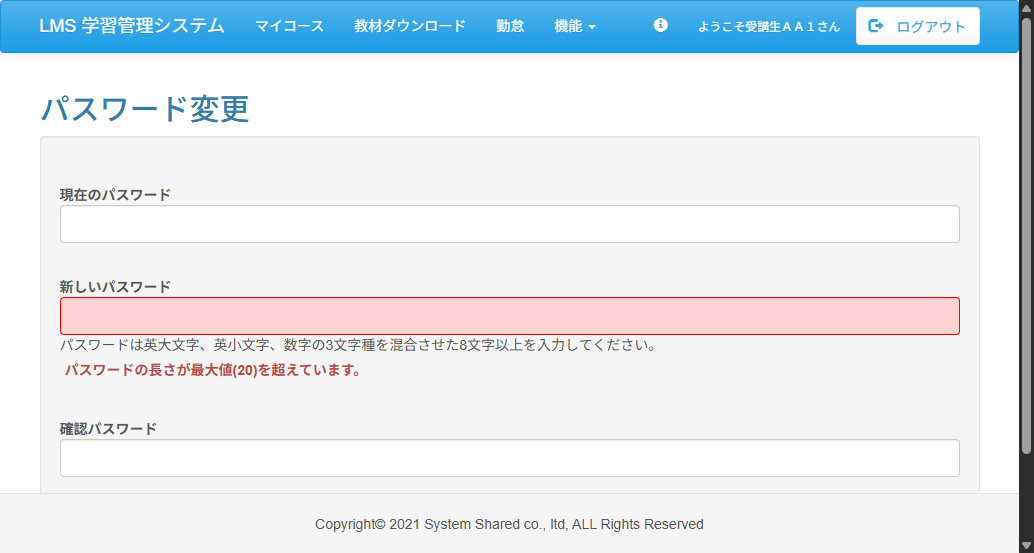 LMS 学習管理システム マイコース 教材ダウンロード 勤怠 機能 ようこそ受講生ＡＡ１さん ログアウト
パスワード変更
現在のパスワード
新しいパスワード
パスワードは英大文字、英小文字、数字の3文字種を混合させた8文字以上を入力してください。
パスワードの長さが最大値(20)を超えています。
確認パスワード
Copyright© 2021 System Shared co., ltd, ALL Rights Reserved